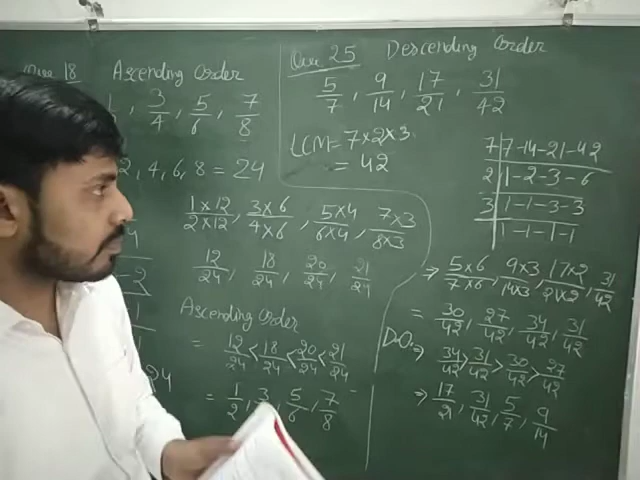 Que 18 Ascending Order
3/4, 5/6, 7/8
2, 4, 6, 8 = 24
1×12/2×12, 3×6/4×6, 5×4/6×4, 7×3/8×3
12/24, 18/24, 20/24, 21/24
Ascending Order
= 12/24 < 18/24 < 20/24 < 21/24
= 1/2, 3, 5/6, 7/8
Que 25 Descending Order
5/7, 9/14, 17/21, 31/42
LCM = 7×2×3
= 42
7 | 7-14-21-42
2 | 1-2-3-6
3 | 1-1-3-3
1-1-1-1
⇒ 5×6/7×6, 9×3/14×3, 17×2/21×2, 31/42
= 30/42, 27/42, 34/42, 31/42
D.O. ⇒ 34/42 > 31/42 > 30/42 > 27/42
⇒ 17/21, 31/42, 5/7, 9/14